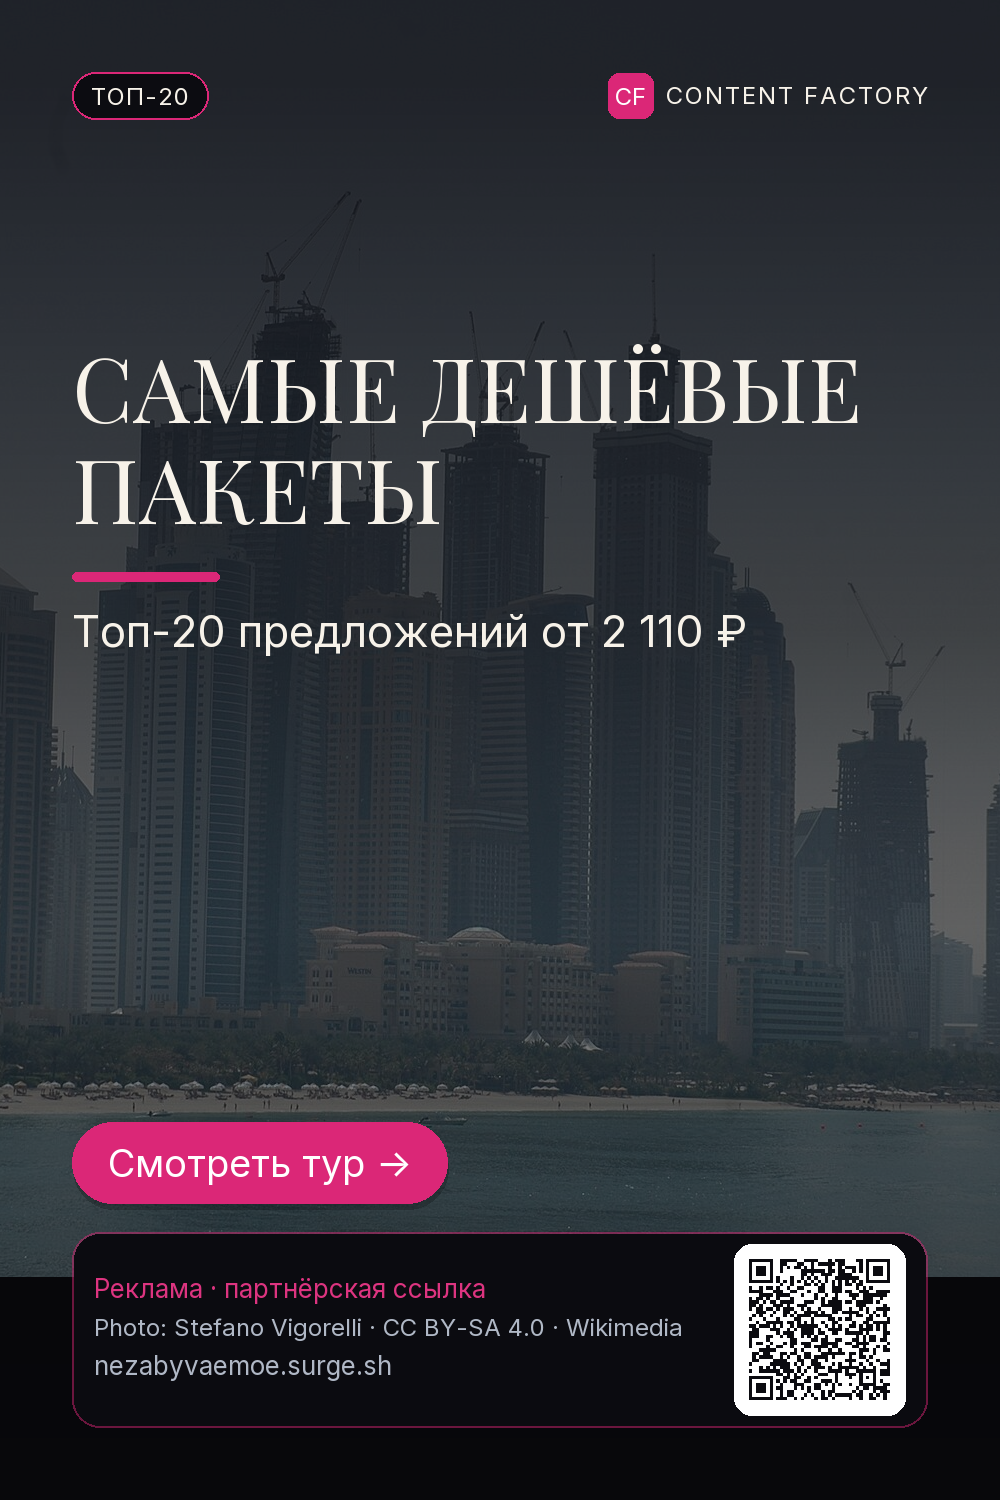 ТОП-20
CF CONTENT FACTORY
САМЫЕ ДЕШЁВЫЕ
ПАКЕТЫ
Топ-20 предложений от 2 110 ₽
Смотреть тур →
Реклама · партнёрская ссылка
Photo: Stefano Vigorelli · CC BY-SA 4.0 · Wikimedia
nezabyvaemoe.surge.sh